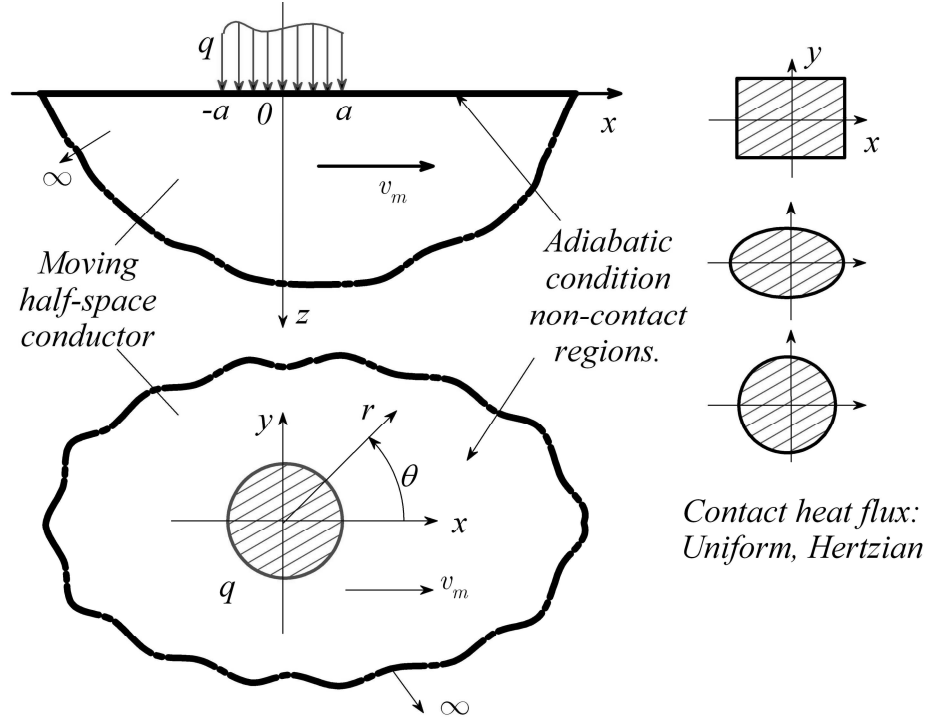 q
-a
0
a
x
∞
v_m
Moving
half-space
conductor
z
Adiabatic
condition
non-contact
regions.
y
x
y
r
θ
x
q
v_m
∞
Contact heat flux:
Uniform, Hertzian